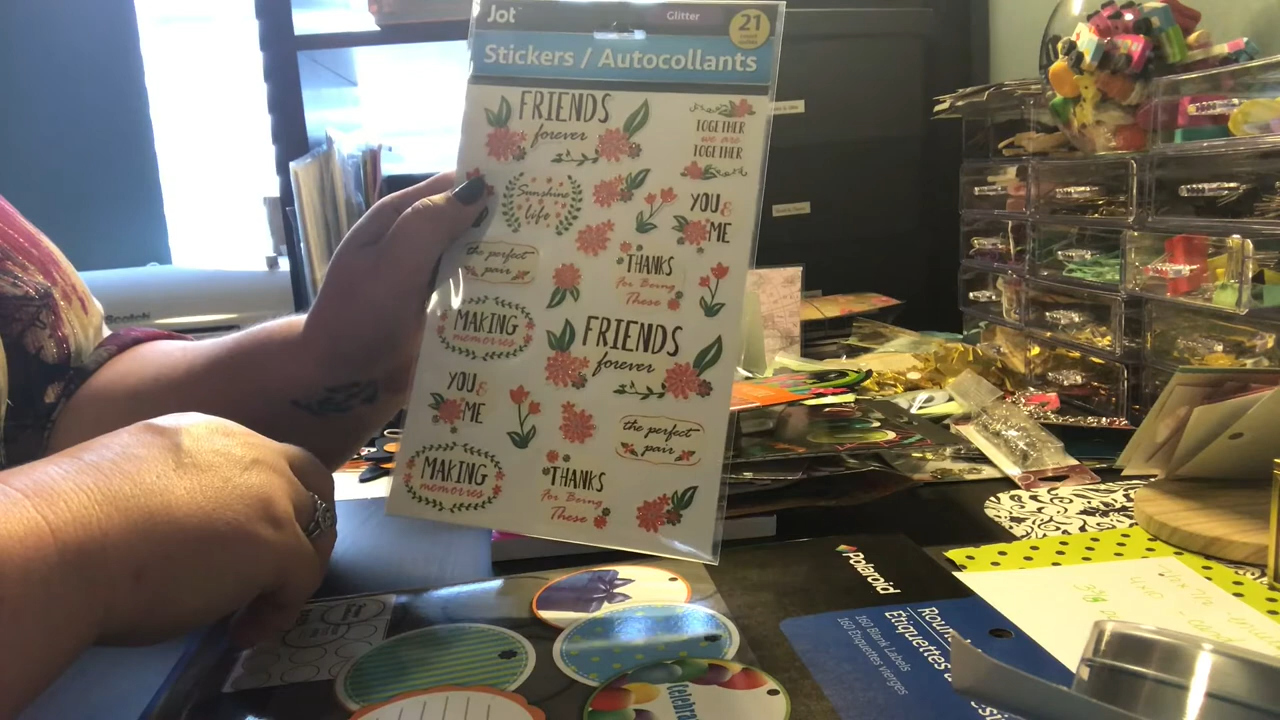 Jot
Glitter
21
Stickers / Autocollants
FRIENDS
forever
TOGETHER
we are
TOGETHER
Sunshine
life
YOU &
ME
the perfect
pair
THANKS
For Being
These
MAKING
memories
FRIENDS
forever
YOU &
ME
the perfect
pair
MAKING
memories
THANKS
For Being
These
Scotch
Polaroid
160 Blank Labels
160 Étiquettes vierges